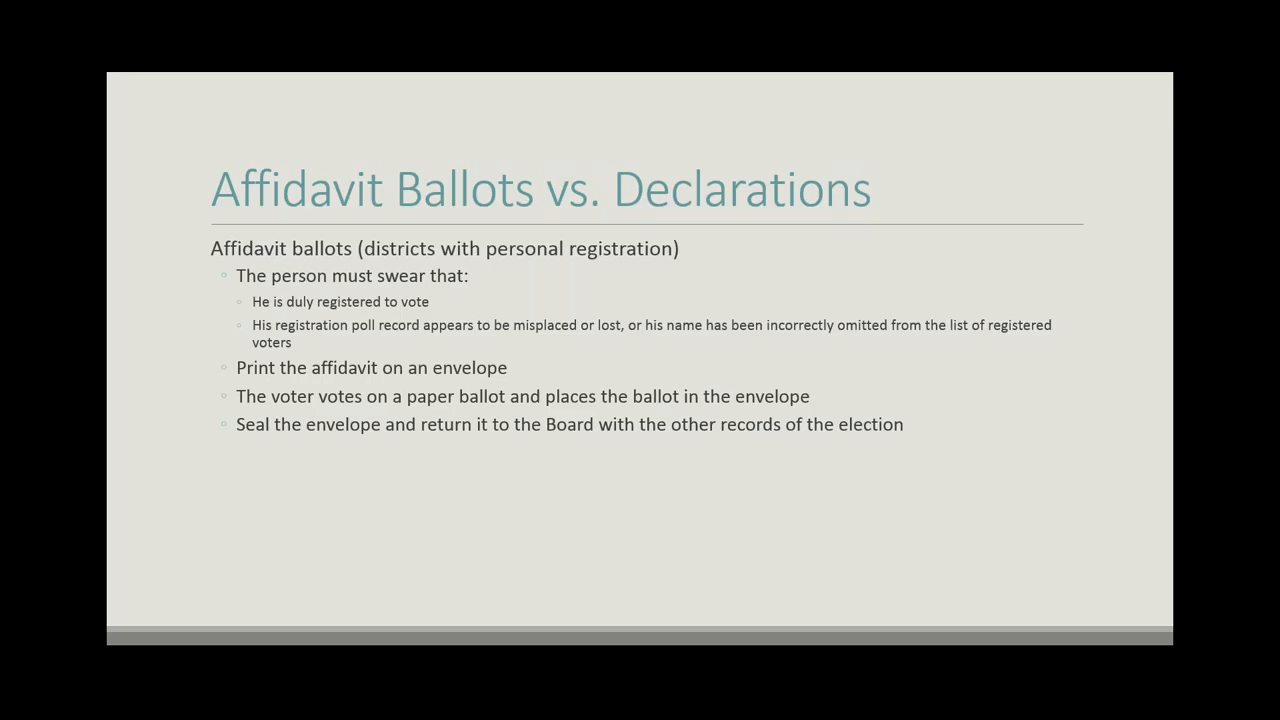 Affidavit Ballots vs. Declarations
Affidavit ballots (districts with personal registration)
The person must swear that:
He is duly registered to vote
His registration poll record appears to be misplaced or lost, or his name has been incorrectly omitted from the list of registered
voters
Print the affidavit on an envelope
The voter votes on a paper ballot and places the ballot in the envelope
Seal the envelope and return it to the Board with the other records of the election